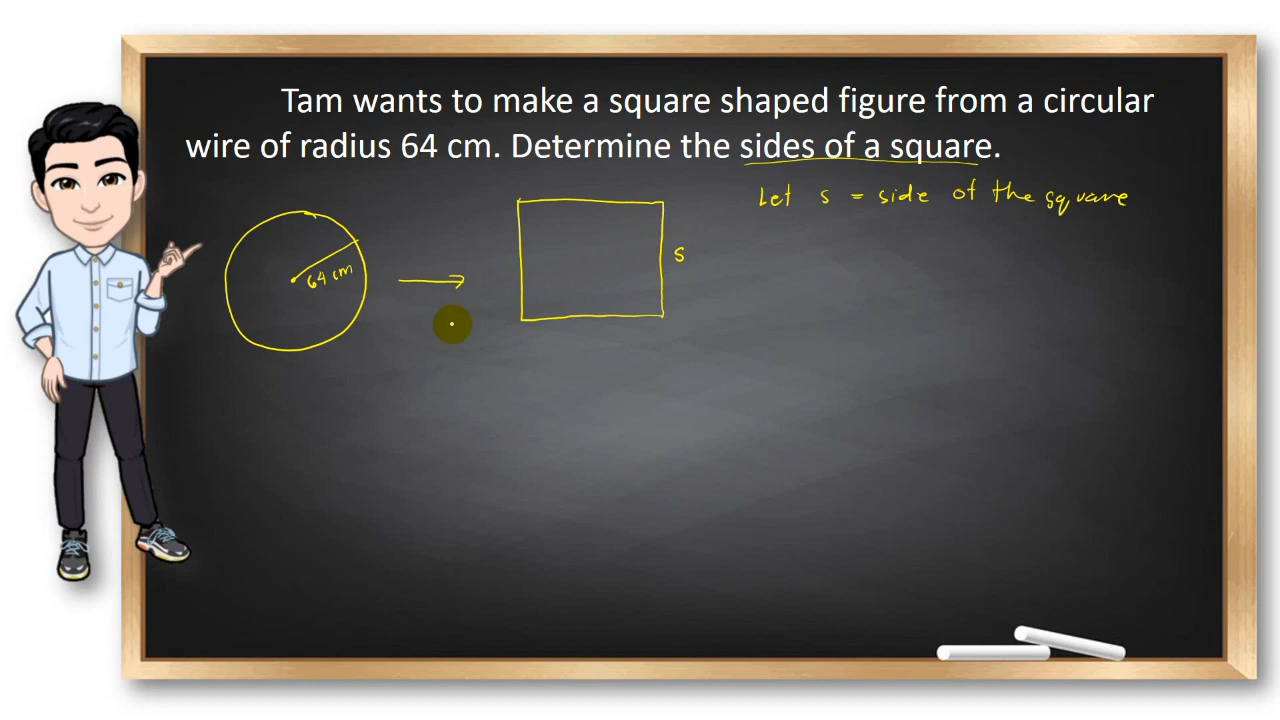 Tam wants to make a square shaped figure from a circular
wire of radius 64 cm. Determine the sides of a square.
Let s = side of the square
64 cm
s